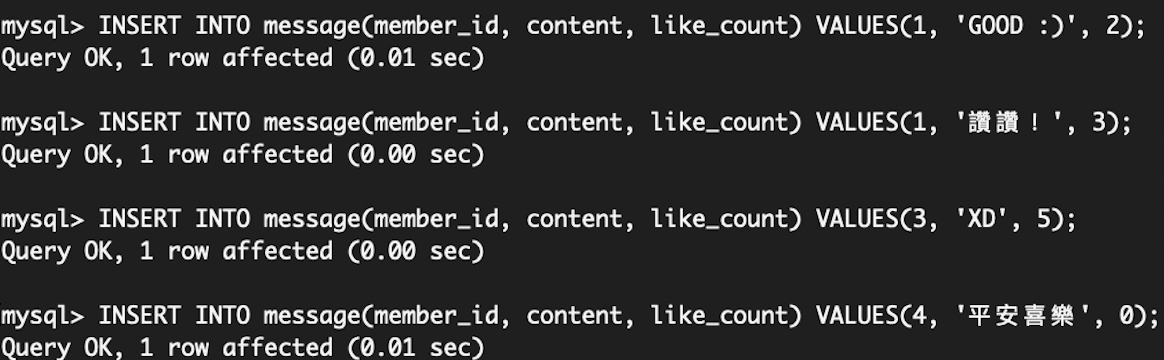 mysql> INSERT INTO message(member_id, content, like_count) VALUES(1, 'GOOD :)', 2);
Query OK, 1 row affected (0.01 sec)
mysql> INSERT INTO message(member_id, content, like_count) VALUES(1, '讚讚！', 3);
Query OK, 1 row affected (0.00 sec)
mysql> INSERT INTO message(member_id, content, like_count) VALUES(3, 'XD', 5);
Query OK, 1 row affected (0.00 sec)
mysql> INSERT INTO message(member_id, content, like_count) VALUES(4, '平安喜樂', 0);
Query OK, 1 row affected (0.01 sec)